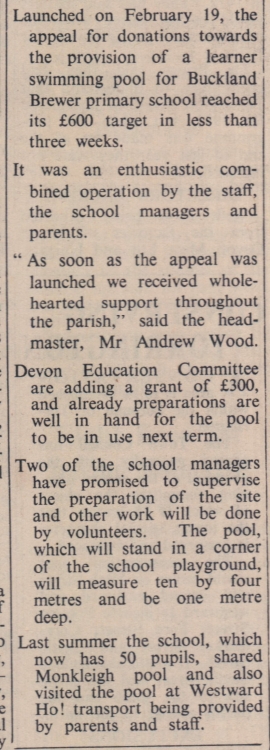 Launched on February 19, the
appeal for donations towards
the provision of a learner
swimming pool for Buckland
Brewer primary school reached
its £600 target in less than
three weeks.
It was an enthusiastic com-
bined operation by the staff,
the school managers and
parents.
" As soon as the appeal was
launched we received whole-
hearted support throughout
the parish," said the head-
master, Mr Andrew Wood.
Devon Education Committee
are adding a grant of £300,
and already preparations are
well in hand for the pool
to be in use next term.
Two of the school managers
have promised to supervise
the preparation of the site
and other work will be done
by volunteers. The pool,
which will stand in a corner
of the school playground,
will measure ten by four
metres and be one metre
deep.
Last summer the school, which
now has 50 pupils, shared
Monkleigh pool and also
visited the pool at Westward
Ho! transport being provided
by parents and staff.